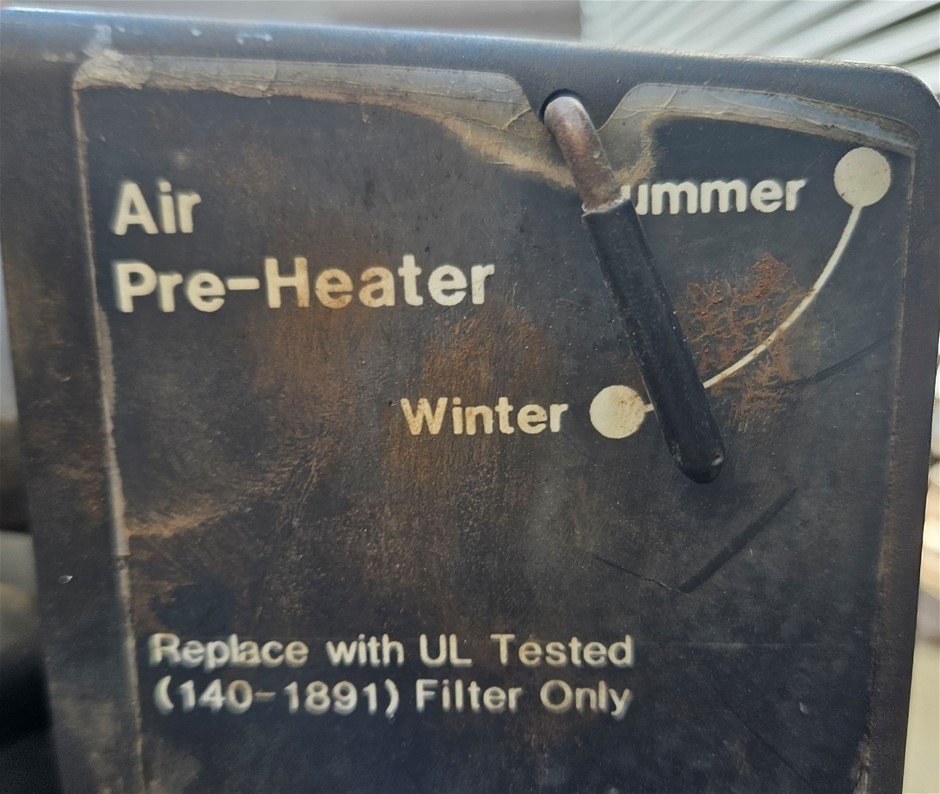 Air
Pre-Heater
ummer
Winter
Replace with UL Tested
(140-1891) Filter Only